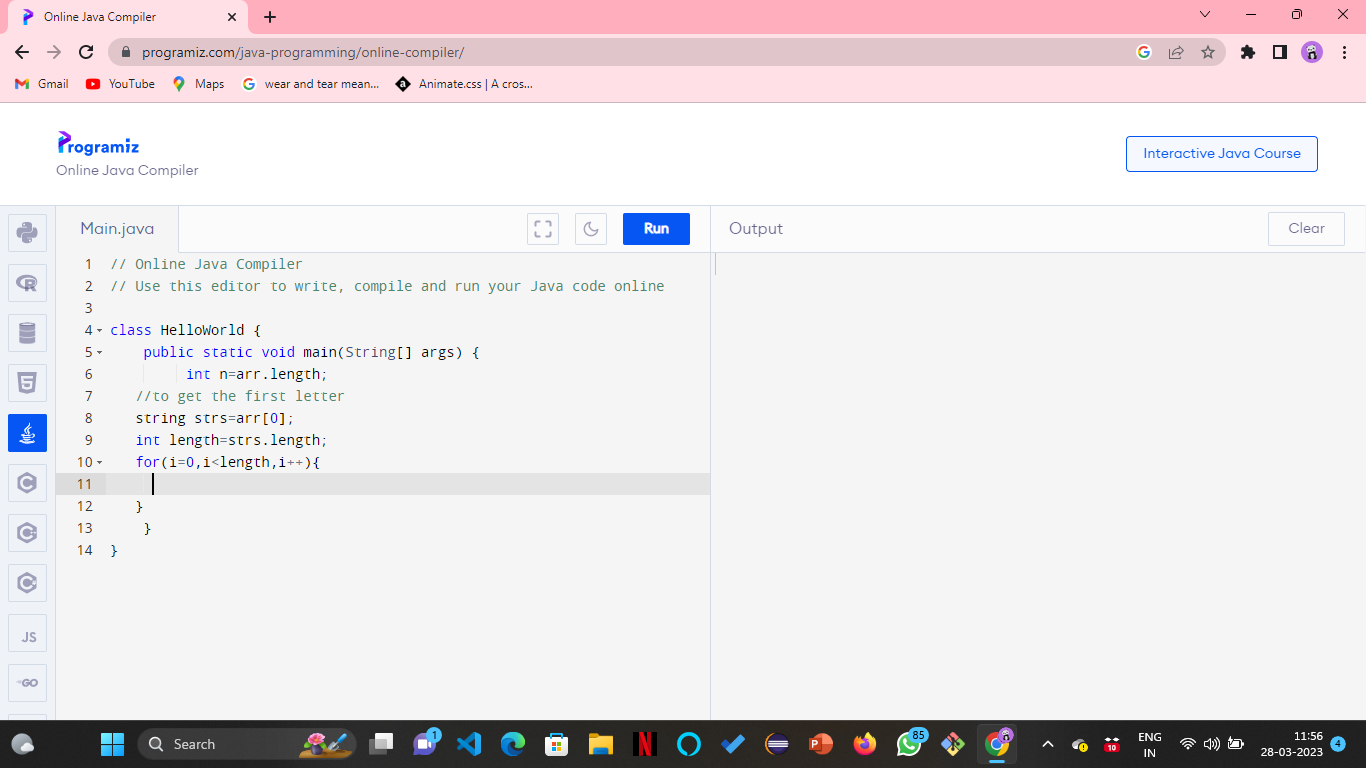 Online Java Compiler
programiz.com/java-programming/online-compiler/
Gmail YouTube Maps wear and tear mean... Animate.css | A cros...
Programiz
Online Java Compiler
Interactive Java Course
Main.java
Run
Output
Clear
1 // Online Java Compiler
2 // Use this editor to write, compile and run your Java code online
3
4 class HelloWorld {
5 public static void main(String[] args) {
6 int n=arr.length;
7 //to get the first letter
8 string strs=arr[0];
9 int length=strs.length;
10 for(i=0,i<length,i++){
11
12 }
13 }
14 }
JS
GO
Search
1
85
10
ENG
IN
11:56
28-03-2023
4